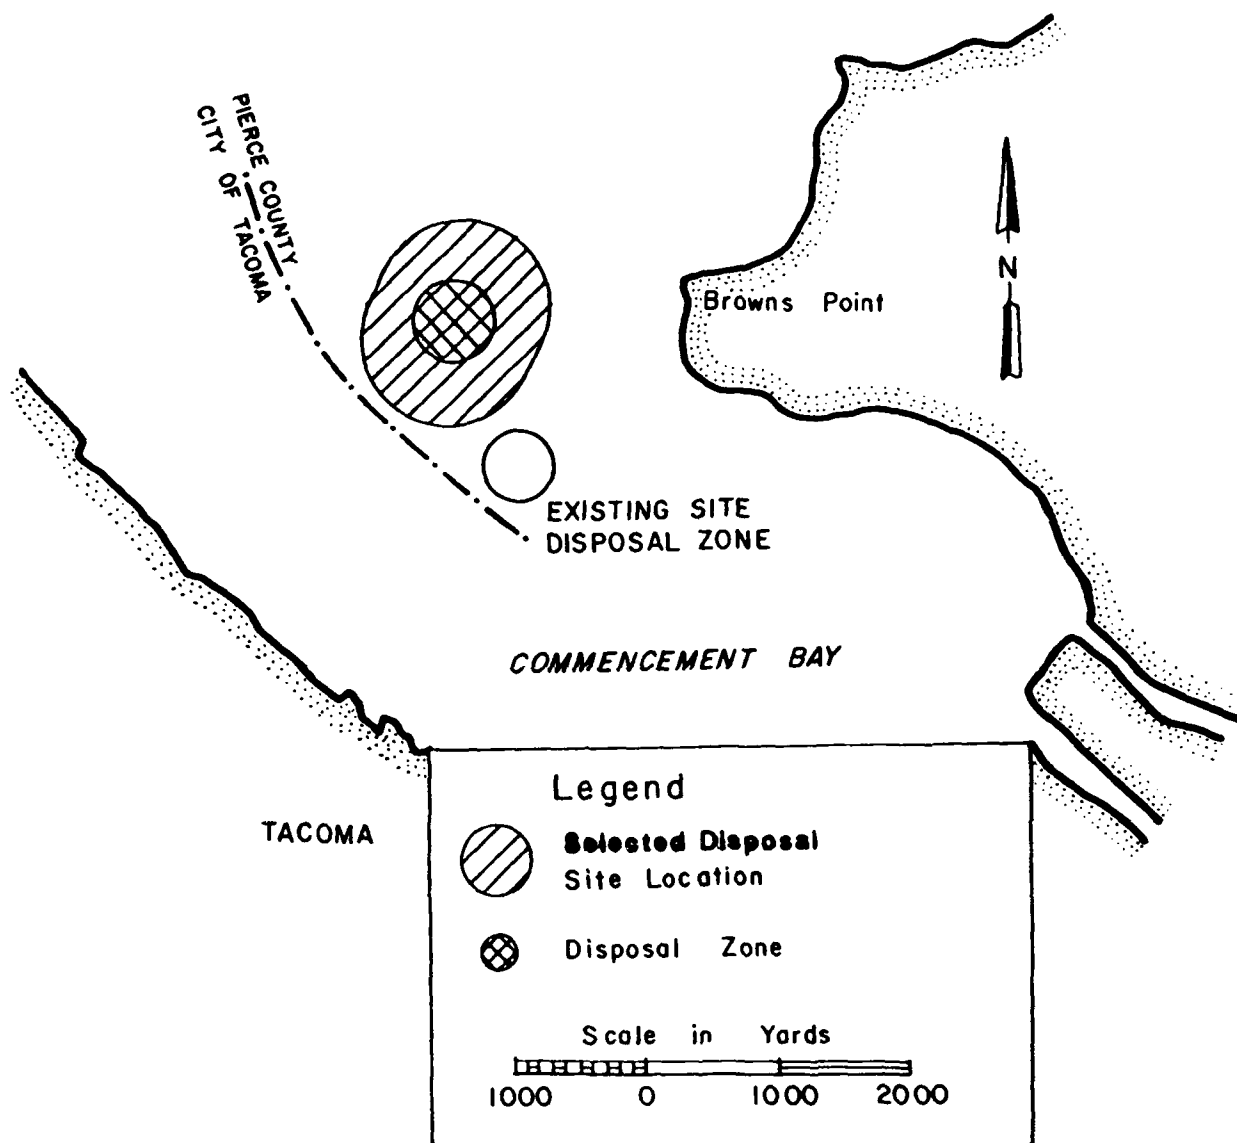 PIERCE COUNTY
CITY OF TACOMA
Browns Point
N
EXISTING SITE
DISPOSAL ZONE
COMMENCEMENT BAY
TACOMA
Legend
Selected Disposal
Site Location
Disposal Zone
Scale in Yards
1000 0 1000 2000